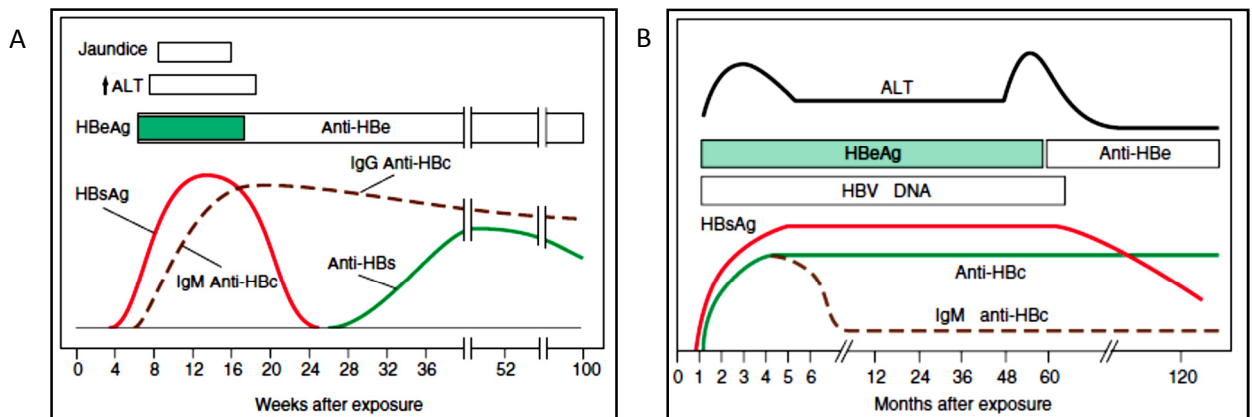 A
Jaundice
↑ALT
HBeAg
Anti-HBe
IgG Anti-HBc
HBsAg
IgM Anti-HBc
Anti-HBs
0 4 8 12 16 20 24 28 32 36 52 100
Weeks after exposure
B
ALT
HBeAg Anti-HBe
HBV DNA
HBsAg
Anti-HBc
IgM anti-HBc
0 1 2 3 4 5 6 12 24 36 48 60 120
Months after exposure